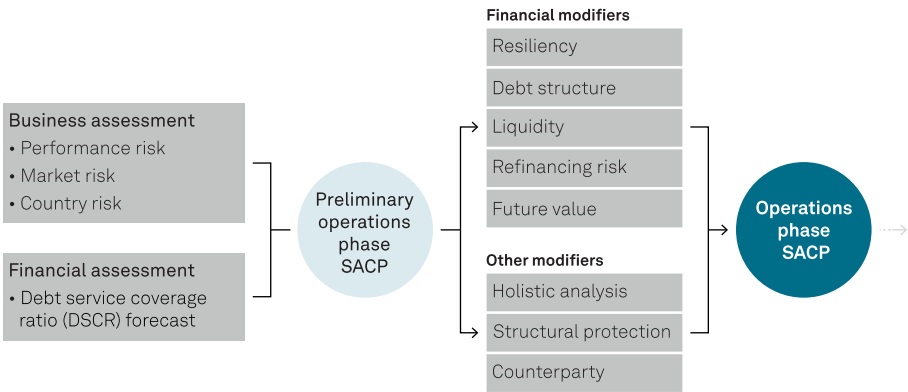 Business assessment
• Performance risk
• Market risk
• Country risk
Financial assessment
• Debt service coverage
ratio (DSCR) forecast
Preliminary
operations
phase
SACP
Financial modifiers
Resiliency
Debt structure
Liquidity
Refinancing risk
Future value
Other modifiers
Holistic analysis
Structural protection
Counterparty
Operations
phase
SACP